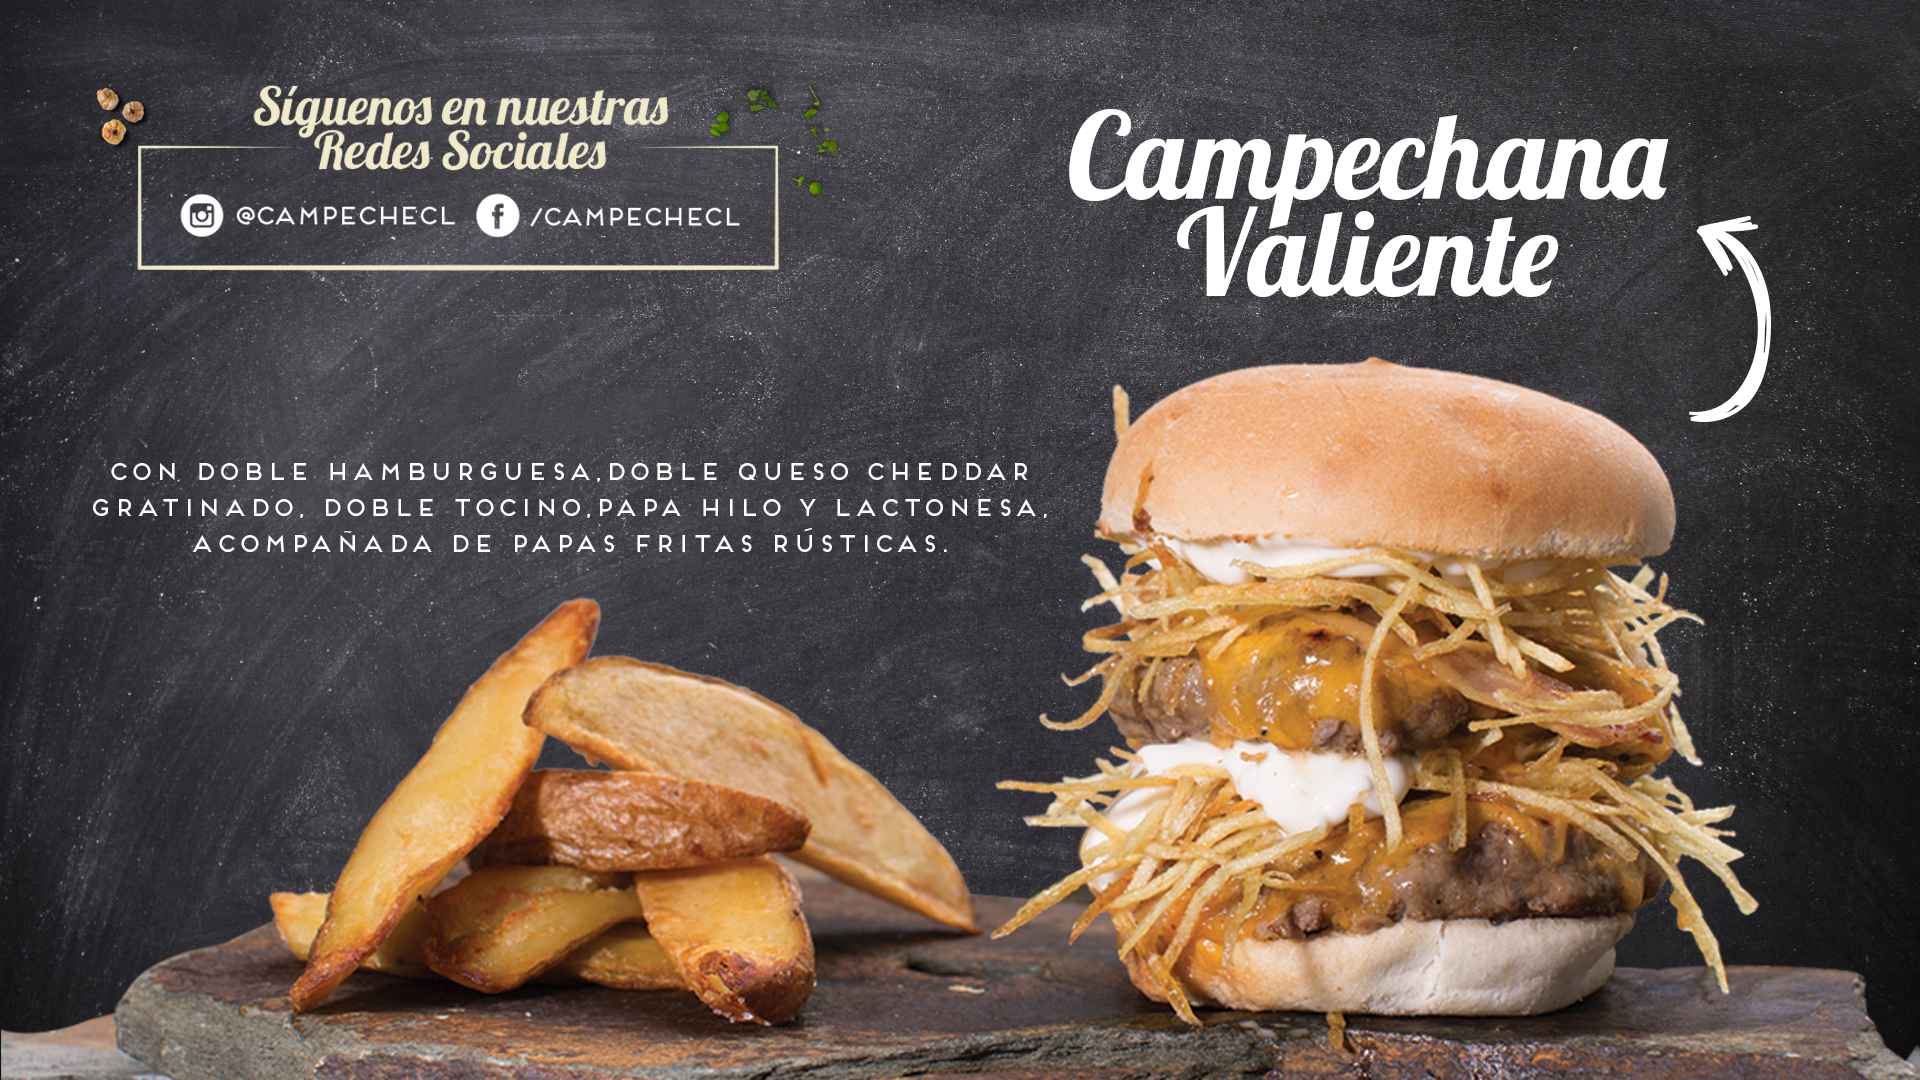 Síguenos en nuestras
Redes Sociales
@CAMPECHECL /CAMPECHECL
Campechana
Valiente
CON DOBLE HAMBURGUESA,DOBLE QUESO CHEDDAR
GRATINADO, DOBLE TOCINO,PAPA HILO Y LACTONESA,
ACOMPAÑADA DE PAPAS FRITAS RÚSTICAS.